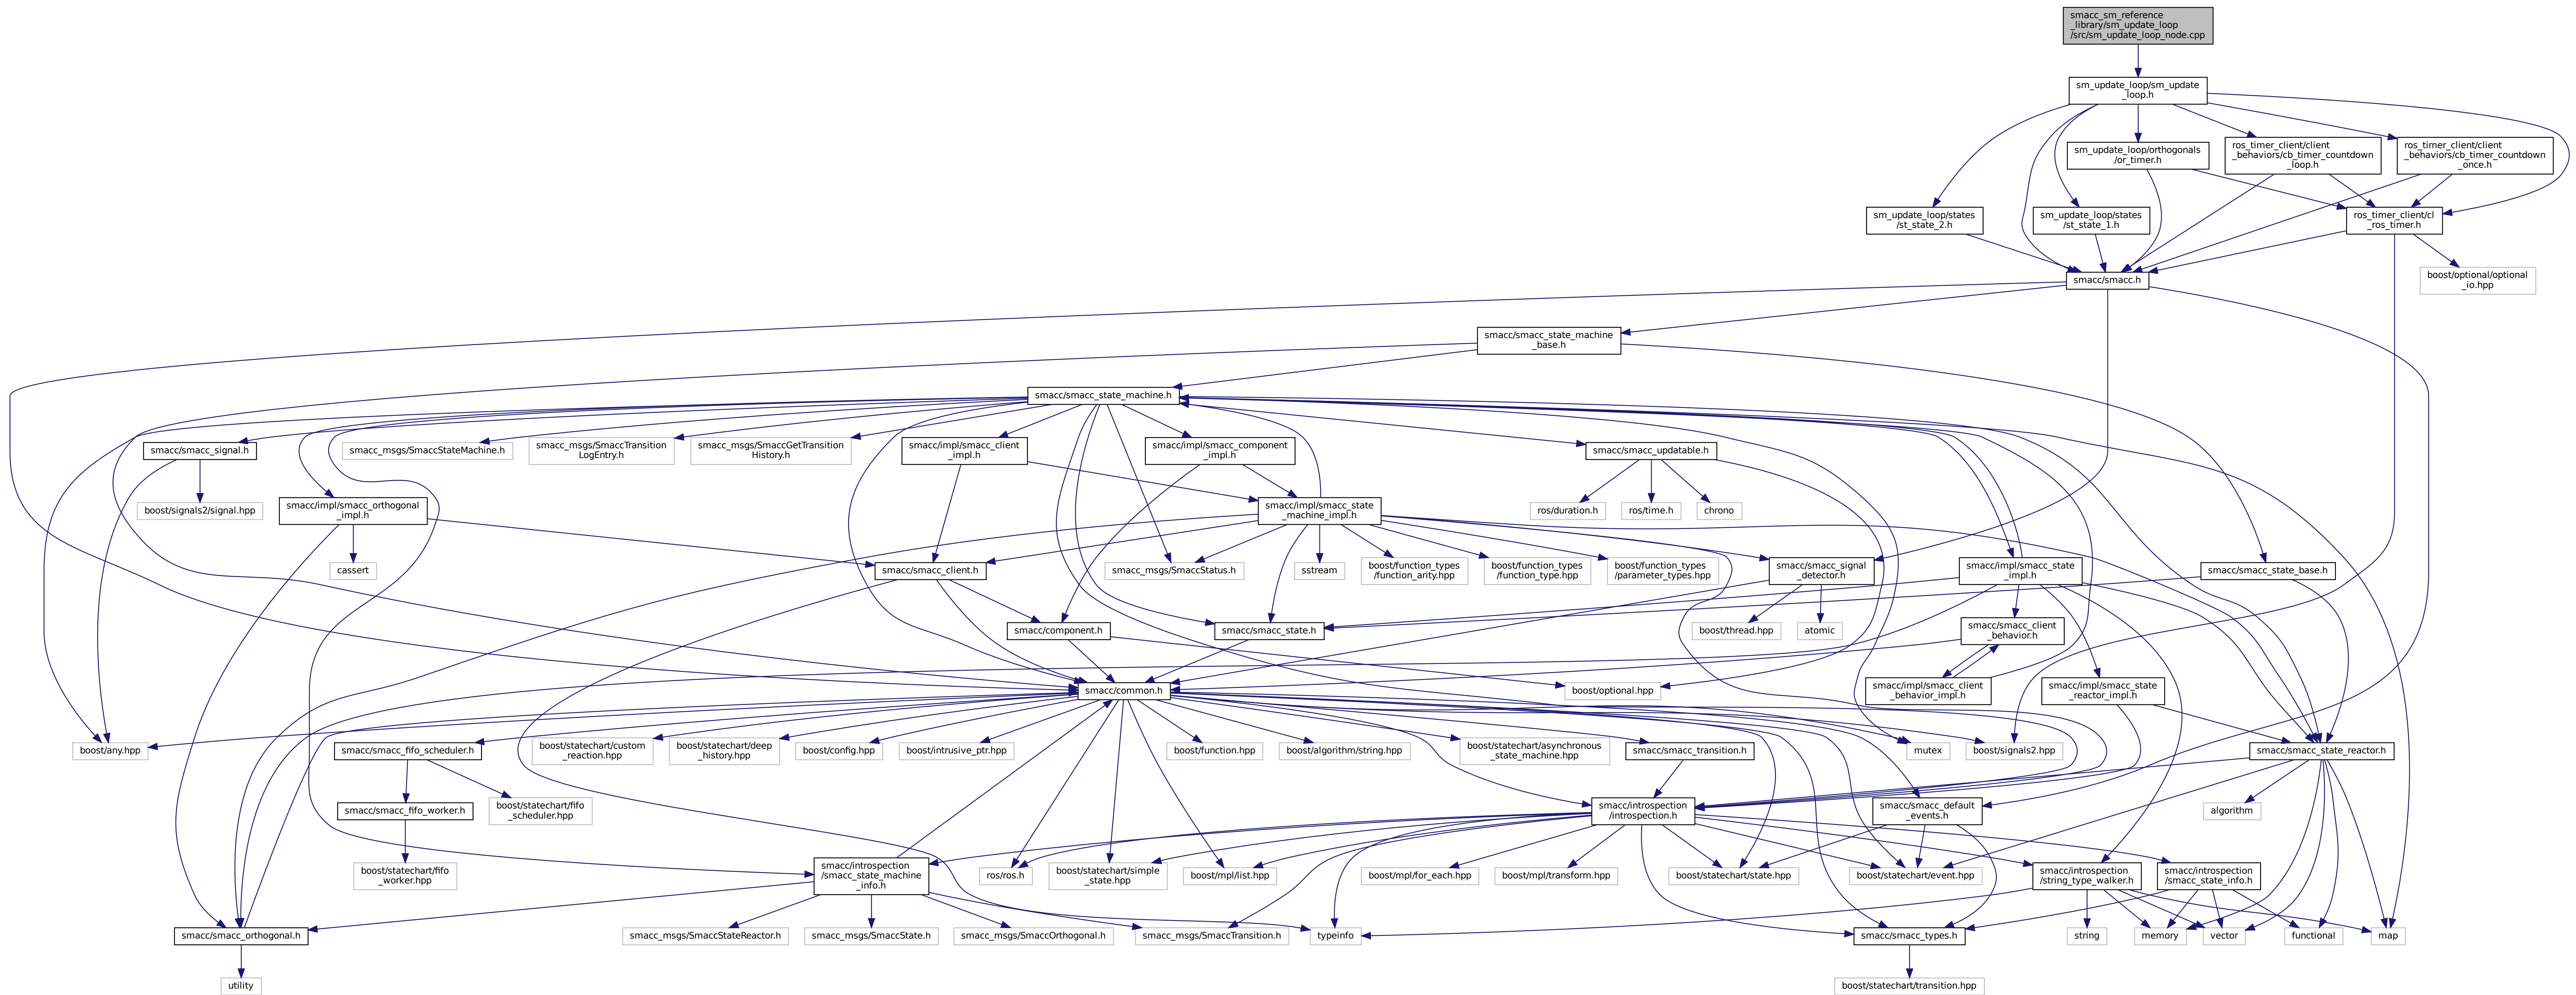 smacc_sm_reference
_library/sm_update_loop
/src/sm_update_loop_node.cpp
sm_update_loop/sm_update
_loop.h
sm_update_loop/orthogonals
/or_timer.h
ros_timer_client/client
_behaviors/cb_timer_countdown
_loop.h
ros_timer_client/client
_behaviors/cb_timer_countdown
_once.h
sm_update_loop/states
/st_state_2.h
sm_update_loop/states
/st_state_1.h
ros_timer_client/cl
_ros_timer.h
smacc/smacc.h
boost/optional/optional
_io.hpp
smacc/smacc_state_machine
_base.h
smacc/smacc_state_machine.h
smacc/smacc_signal.h
smacc_msgs/SmaccStateMachine.h
smacc_msgs/SmaccTransition
LogEntry.h
smacc_msgs/SmaccGetTransition
History.h
smacc/impl/smacc_client
_impl.h
smacc/impl/smacc_component
_impl.h
smacc/smacc_updatable.h
boost/signals2/signal.hpp
smacc/impl/smacc_orthogonal
_impl.h
smacc/impl/smacc_state
_machine_impl.h
ros/duration.h
ros/time.h
chrono
cassert
smacc/smacc_client.h
smacc_msgs/SmaccStatus.h
sstream
boost/function_types
/function_arity.hpp
boost/function_types
/function_type.hpp
boost/function_types
/parameter_types.hpp
smacc/smacc_signal
_detector.h
smacc/impl/smacc_state
_impl.h
smacc/smacc_state_base.h
smacc/component.h
smacc/smacc_state.h
boost/thread.hpp
atomic
smacc/smacc_client
_behavior.h
smacc/common.h
boost/optional.hpp
smacc/impl/smacc_client
_behavior_impl.h
smacc/impl/smacc_state
_reactor_impl.h
boost/any.hpp
smacc/smacc_fifo_scheduler.h
boost/statechart/custom
_reaction.hpp
boost/statechart/deep
_history.hpp
boost/config.hpp
boost/intrusive_ptr.hpp
boost/function.hpp
boost/algorithm/string.hpp
boost/statechart/asynchronous
_state_machine.hpp
smacc/smacc_transition.h
mutex
boost/signals2.hpp
smacc/smacc_state_reactor.h
smacc/smacc_fifo_worker.h
boost/statechart/fifo
_scheduler.hpp
smacc/introspection
/introspection.h
smacc/smacc_default
_events.h
algorithm
boost/statechart/fifo
_worker.hpp
smacc/introspection
/smacc_state_machine
_info.h
ros/ros.h
boost/statechart/simple
_state.hpp
boost/mpl/list.hpp
boost/mpl/for_each.hpp
boost/mpl/transform.hpp
boost/statechart/state.hpp
boost/statechart/event.hpp
smacc/introspection
/string_type_walker.h
smacc/introspection
/smacc_state_info.h
smacc/smacc_orthogonal.h
smacc_msgs/SmaccStateReactor.h
smacc_msgs/SmaccState.h
smacc_msgs/SmaccOrthogonal.h
smacc_msgs/SmaccTransition.h
typeinfo
smacc/smacc_types.h
string
memory
vector
functional
map
utility
boost/statechart/transition.hpp